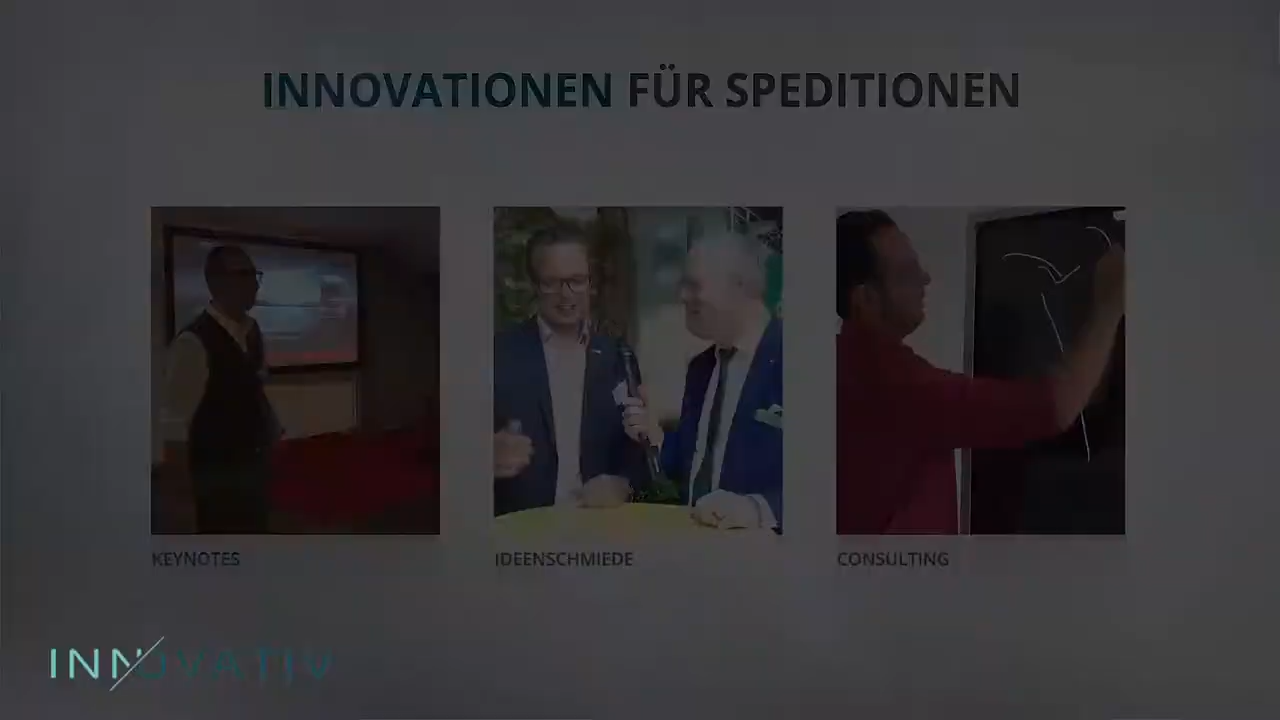 INNOVATIONEN FÜR SPEDITIONEN
KEYNOTES
IDEENSCHMIEDE
CONSULTING
INNOVATIV